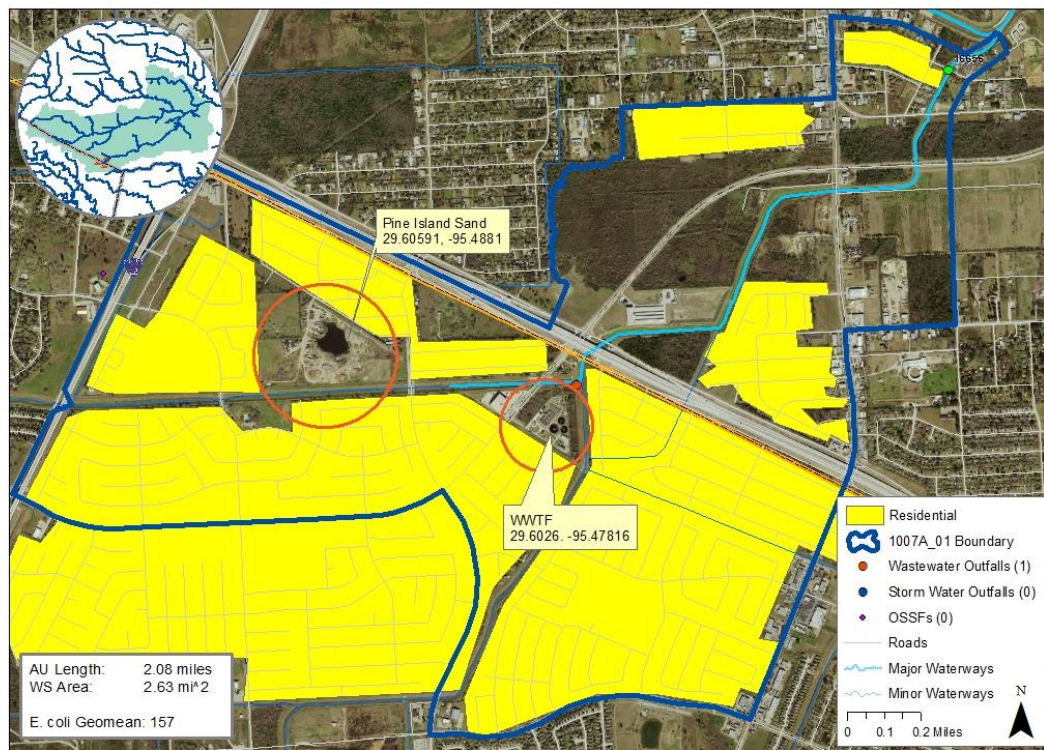 16656
Pine Island Sand
29.60591, -95.4881
WWTF
29.6026. -95.47816
AU Length: 2.08 miles
WS Area: 2.63 mi^2
E. coli Geomean: 157
Residential
1007A_01 Boundary
Wastewater Outfalls (1)
Storm Water Outfalls (0)
OSSFs (0)
Roads
Major Waterways
Minor Waterways
N
0 0.1 0.2 Miles